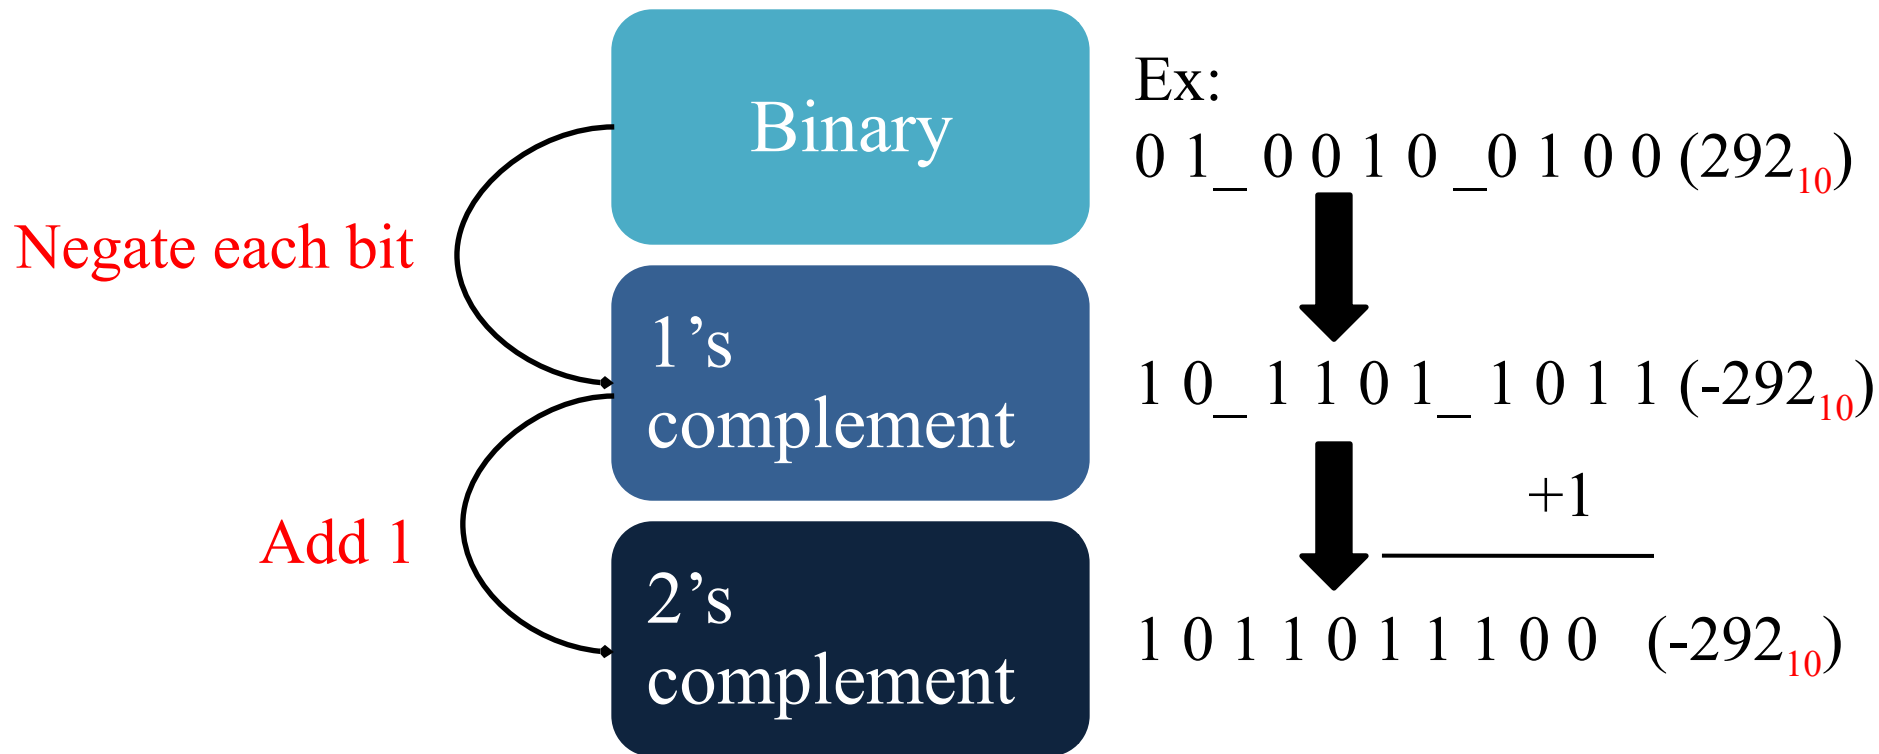 Binary
Ex:
0 1_ 0 0 1 0 _0 1 0 0 (292₁₀)
Negate each bit
1's
complement
1 0_ 1 1 0 1_ 1 0 1 1 (-292₁₀)
+1
Add 1
2's
complement
1 0 1 1 0 1 1 1 0 0 (-292₁₀)